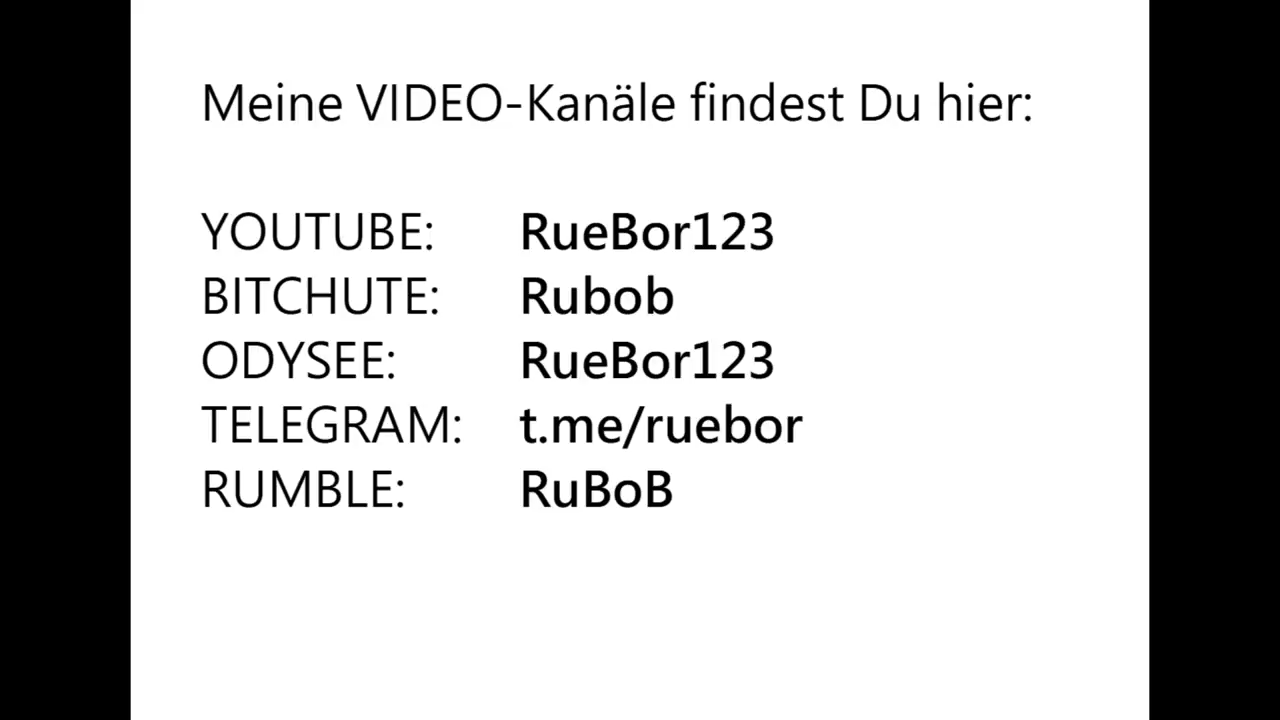 Meine VIDEO-Kanäle findest Du hier:
YOUTUBE: RueBor123
BITCHUTE: Rubob
ODYSEE: RueBor123
TELEGRAM: t.me/ruebor
RUMBLE: RuBoB